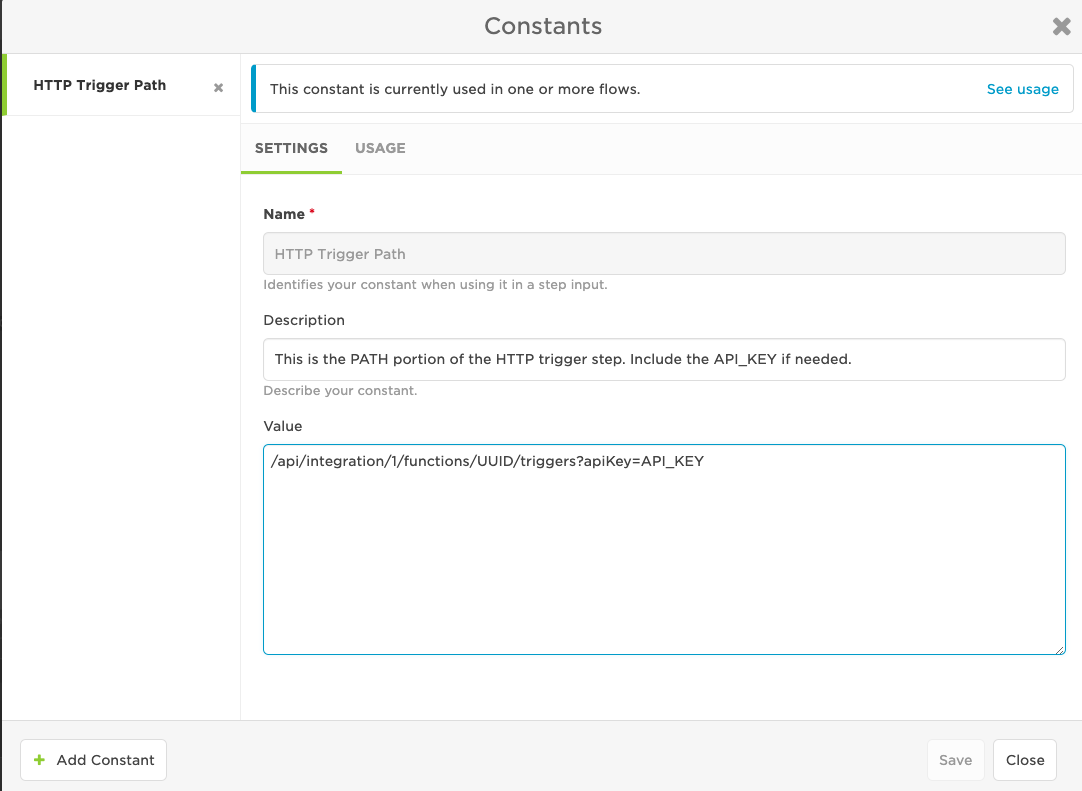 Constants
HTTP Trigger Path
This constant is currently used in one or more flows.
See usage
SETTINGS
USAGE
Name *
HTTP Trigger Path
Identifies your constant when using it in a step input.
Description
This is the PATH portion of the HTTP trigger step. Include the API_KEY if needed.
Describe your constant.
Value
/api/integration/1/functions/UUID/triggers?apiKey=API_KEY
+ Add Constant
Save
Close